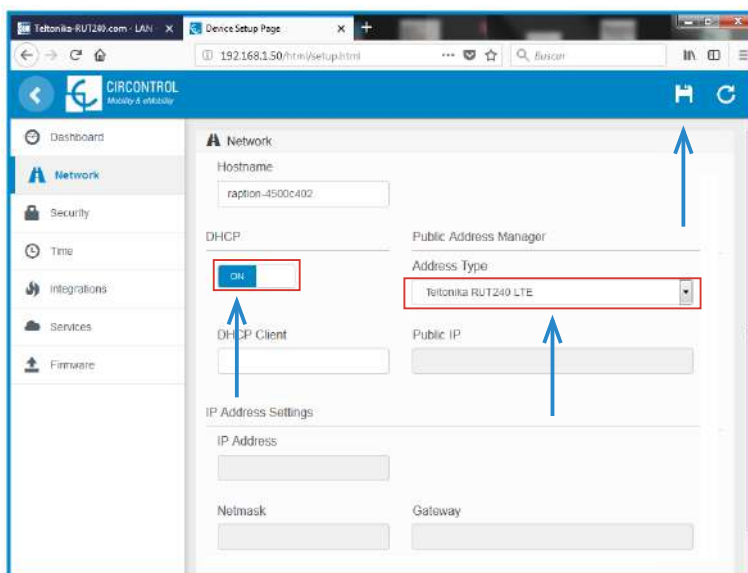 Teltonika-RUT240.com - LAN
Device Setup Page
192.168.1.50/html/setup.html
Buscar
CIRCONTROL
Mobility & eMobility
Dashboard
Network
Security
Time
Integrations
Services
Firmware
Network
Hostname
raption-4500c402
DHCP
Public Address Manager
ON
Address Type
Teltonika RUT240 LTE
DHCP Client
Public IP
IP Address Settings
IP Address
Netmask
Gateway